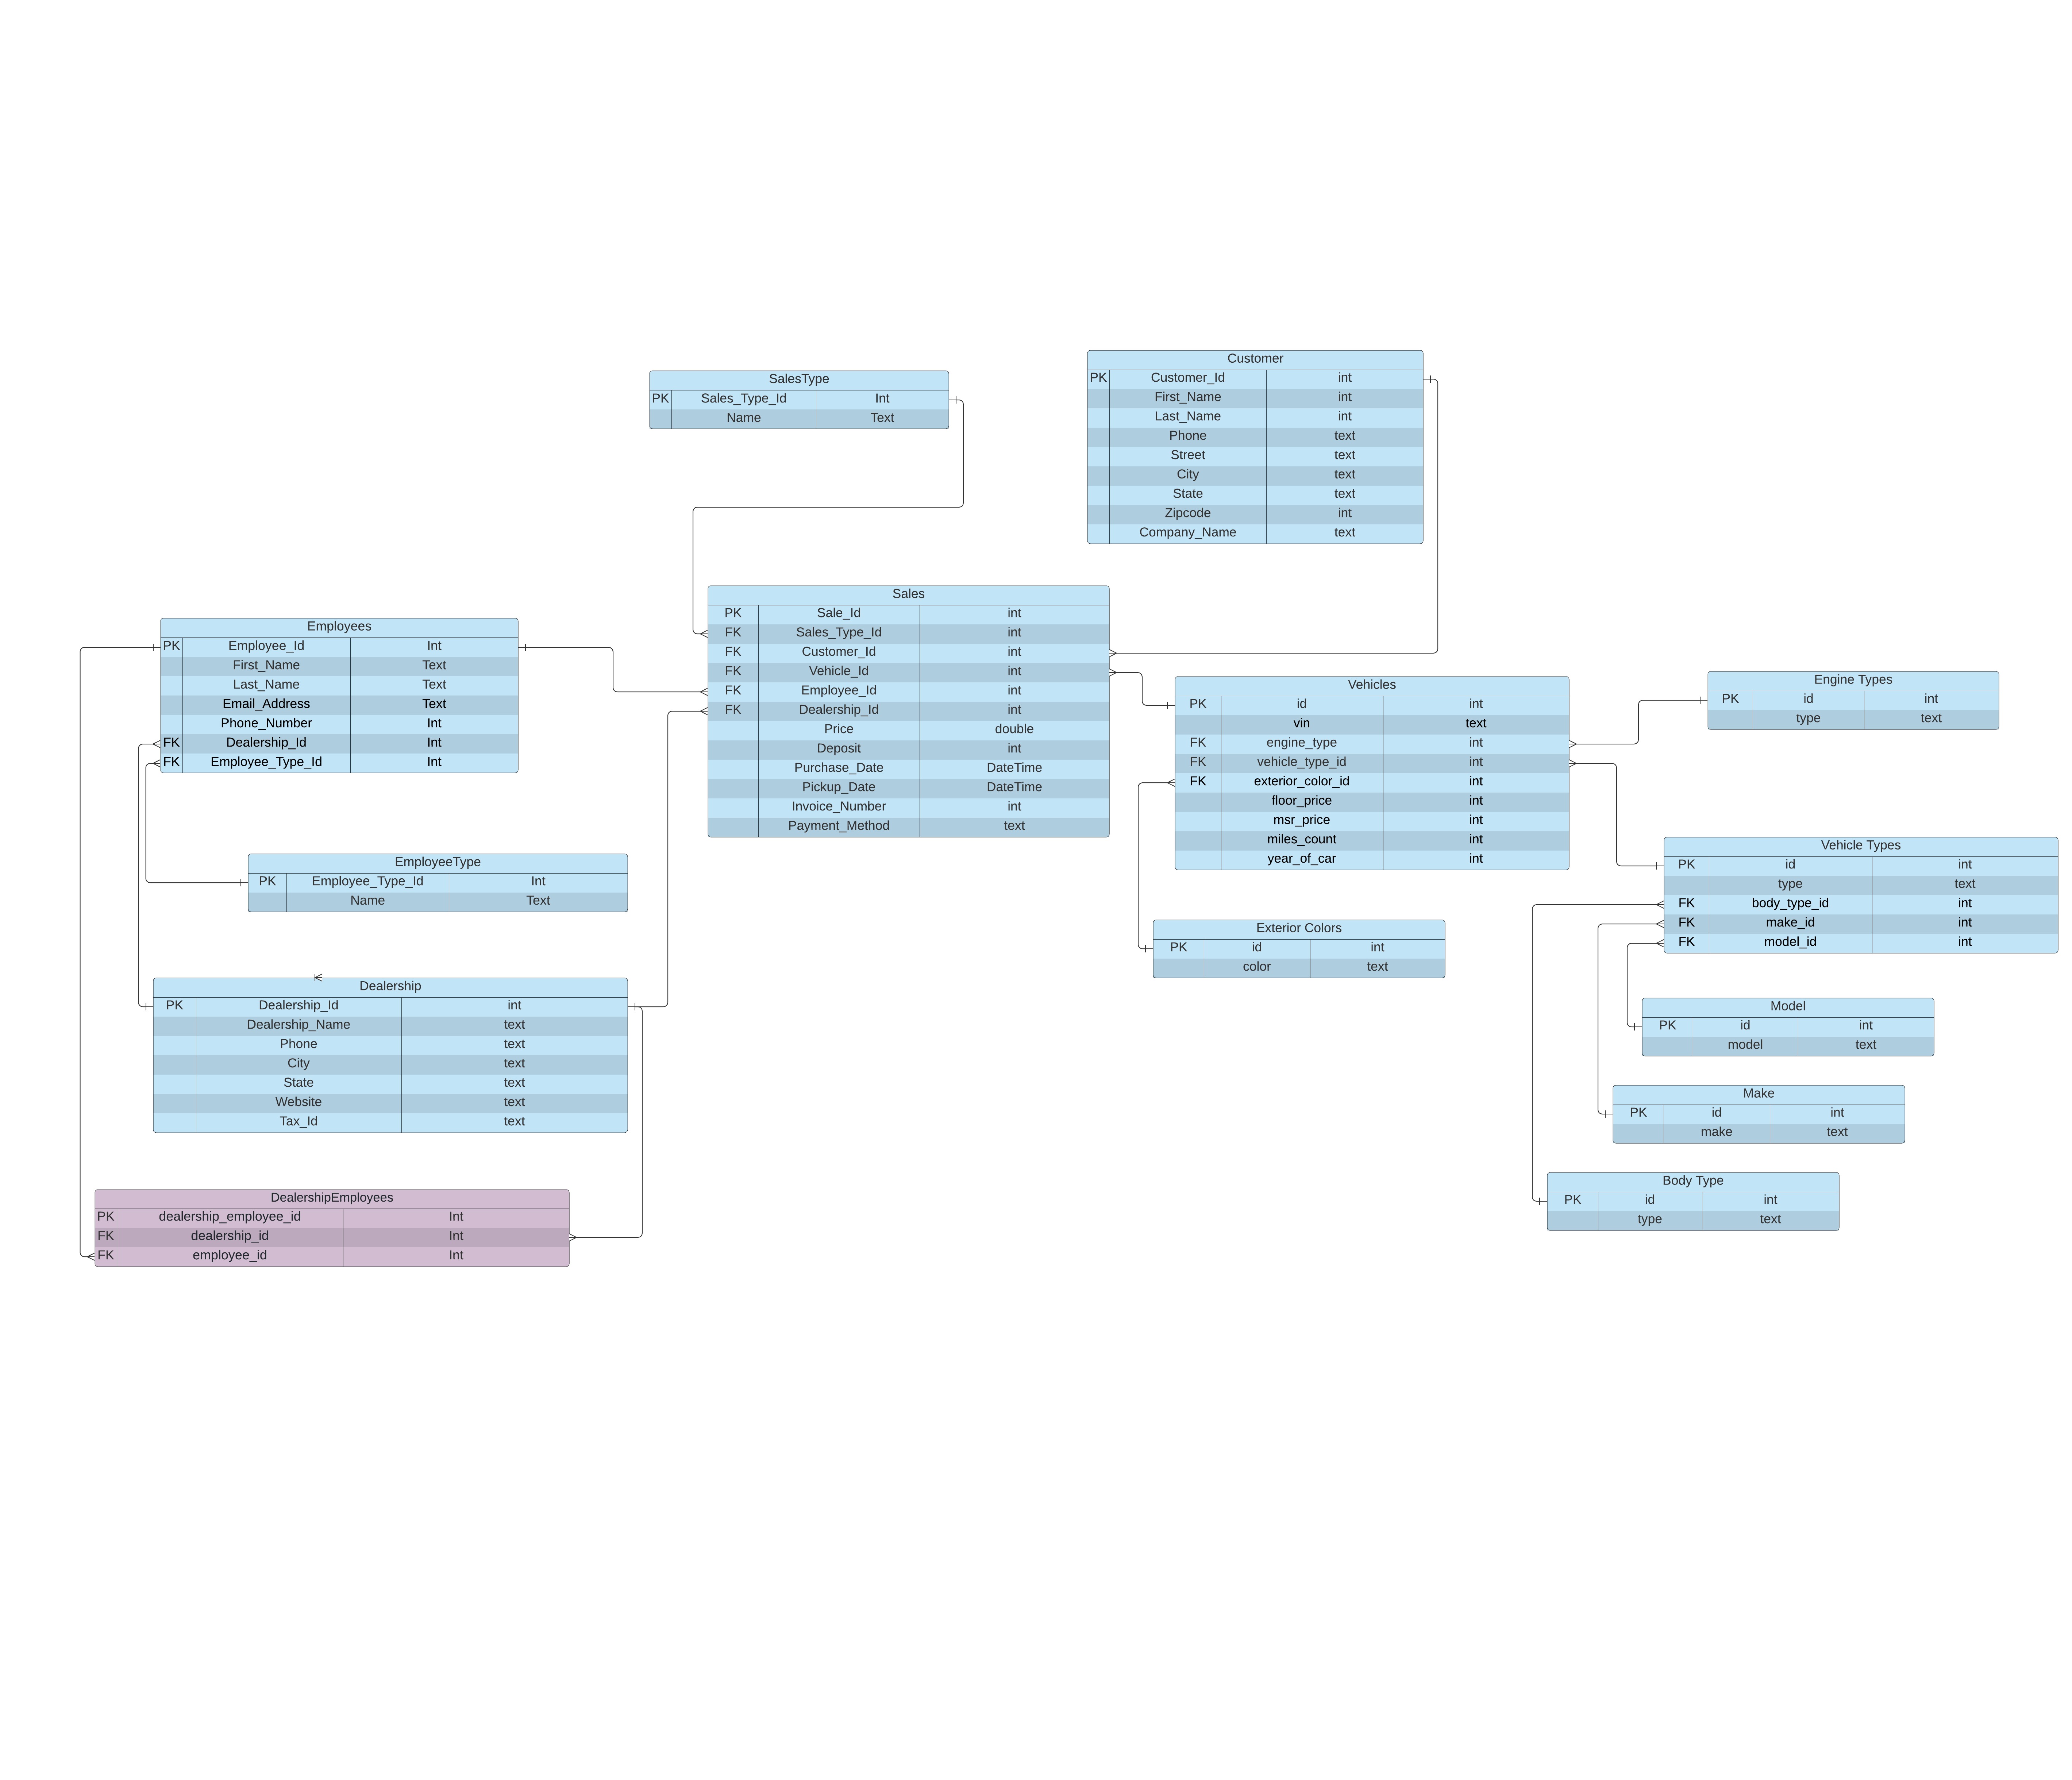 SalesType
PK Sales_Type_Id Int
Name Text
Customer
PK Customer_Id int
First_Name int
Last_Name int
Phone text
Street text
City text
State text
Zipcode int
Company_Name text
Sales
PK Sale_Id int
FK Sales_Type_Id int
FK Customer_Id int
FK Vehicle_Id int
FK Employee_Id int
FK Dealership_Id int
Price double
Deposit int
Purchase_Date DateTime
Pickup_Date DateTime
Invoice_Number int
Payment_Method text
Employees
PK Employee_Id Int
First_Name Text
Last_Name Text
Email_Address Text
Phone_Number Int
FK Dealership_Id Int
FK Employee_Type_Id Int
Vehicles
PK id int
vin text
FK engine_type int
FK vehicle_type_id int
FK exterior_color_id int
floor_price int
msr_price int
miles_count int
year_of_car int
Engine Types
PK id int
type text
Vehicle Types
PK id int
type text
FK body_type_id int
FK make_id int
FK model_id int
EmployeeType
PK Employee_Type_Id Int
Name Text
Exterior Colors
PK id int
color text
Dealership
PK Dealership_Id int
Dealership_Name text
Phone text
City text
State text
Website text
Tax_Id text
Model
PK id int
model text
Make
PK id int
make text
Body Type
PK id int
type text
DealershipEmployees
PK dealership_employee_id Int
FK dealership_id Int
FK employee_id Int